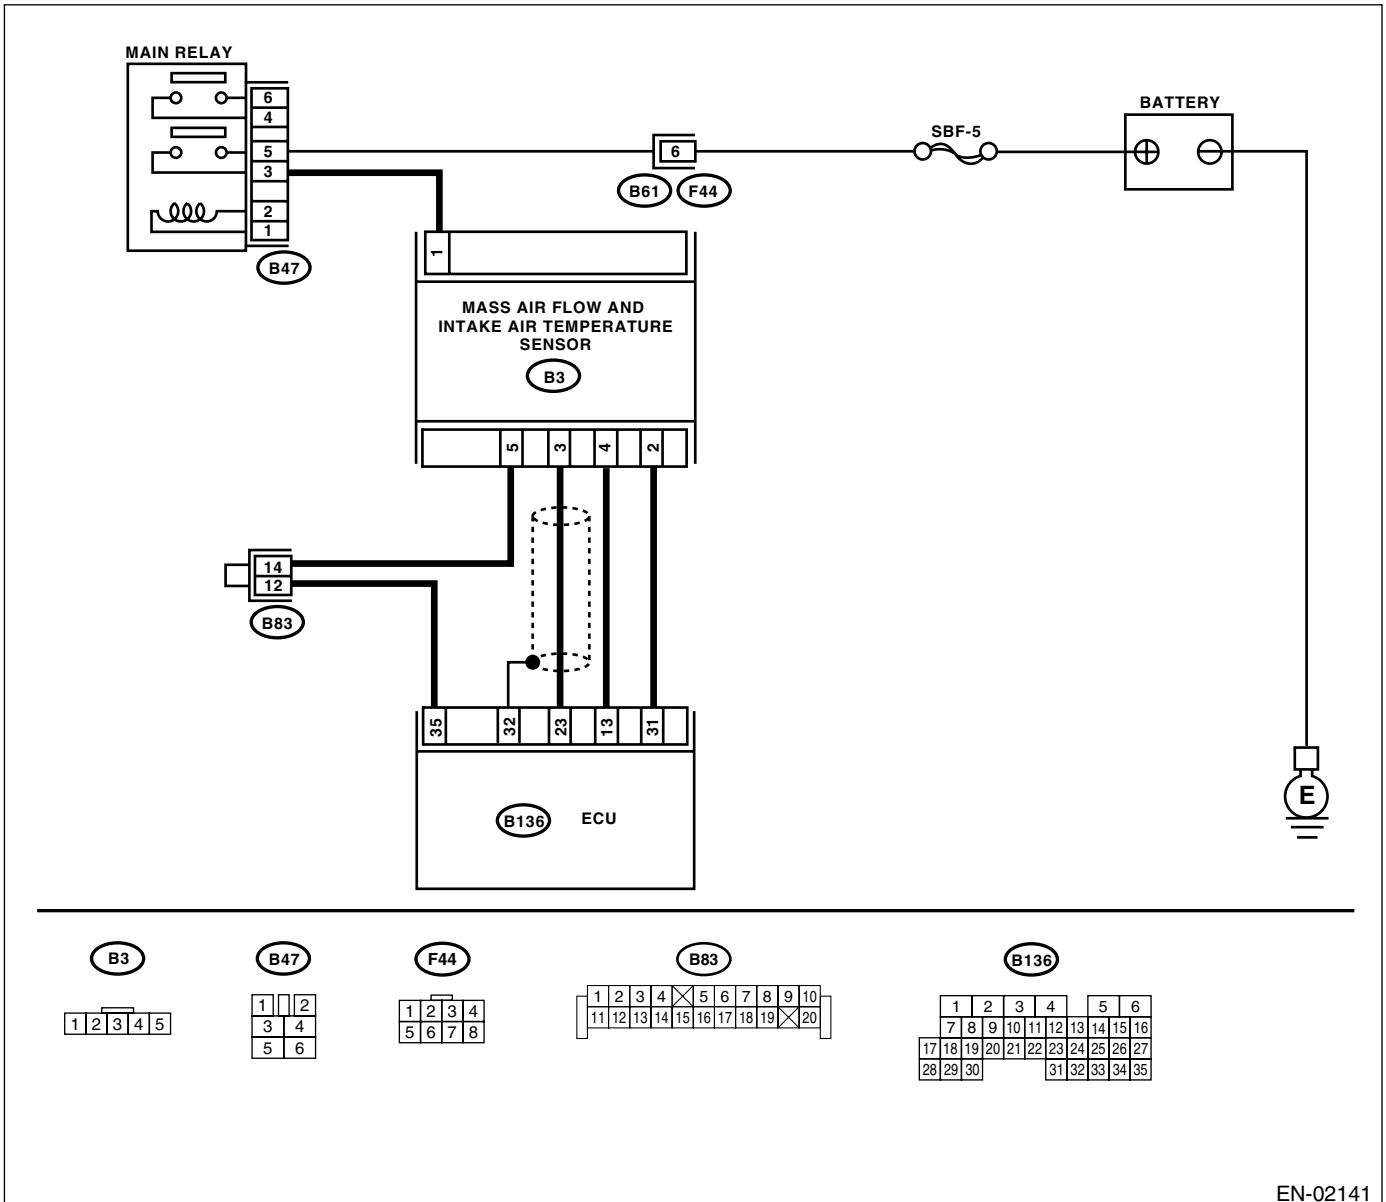 MAIN RELAY
6
4
5
3
2
1
B47
6
B61 F44
SBF-5
BATTERY
1
MASS AIR FLOW AND
INTAKE AIR TEMPERATURE
SENSOR
B3
5 3 4 2
14
12
B83
35 32 23 13 31
B136 ECU
E
B3 B47 F44 B83 B136
1 2 3 4 5
1 2
3 4
5 6
1 2 3 4
5 6 7 8
1 2 3 4 5 6 7 8 9 10
11 12 13 14 15 16 17 18 19 20
1 2 3 4 5 6
7 8 9 10 11 12 13 14 15 16
17 18 19 20 21 22 23 24 25 26 27
28 29 30 31 32 33 34 35
EN-02141